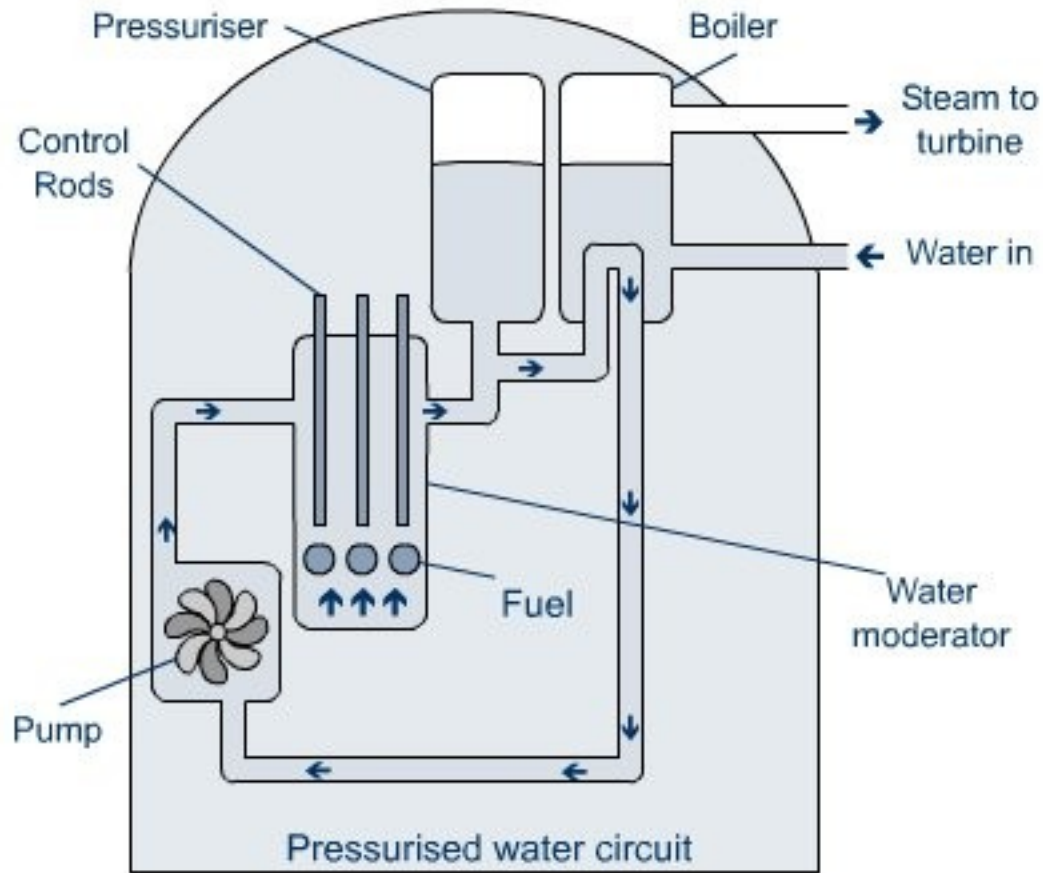 Pressuriser
Boiler
Steam to
turbine
Control
Rods
Water in
Fuel
Water
moderator
Pump
Pressurised water circuit